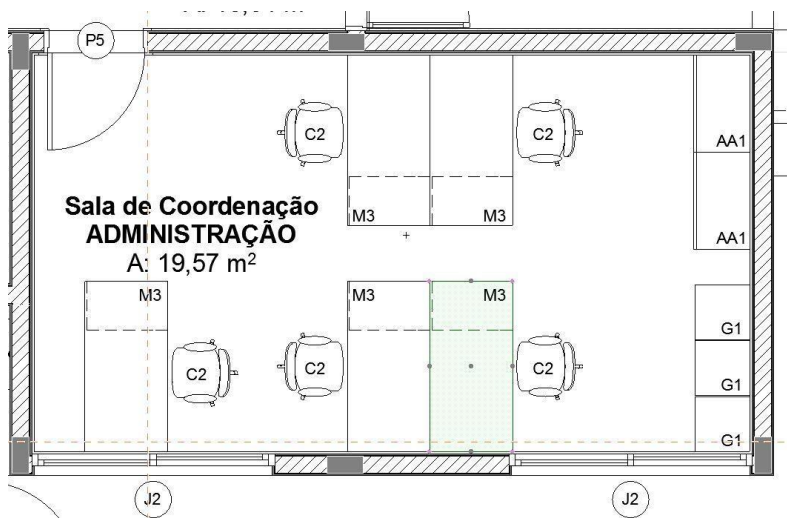 P5
C2
C2
AA1
M3
M3
AA1
Sala de Coordenação
ADMINISTRAÇÃO
A: 19,57 m²
M3
M3
M3
G1
C2
C2
C2
G1
G1
J2
J2